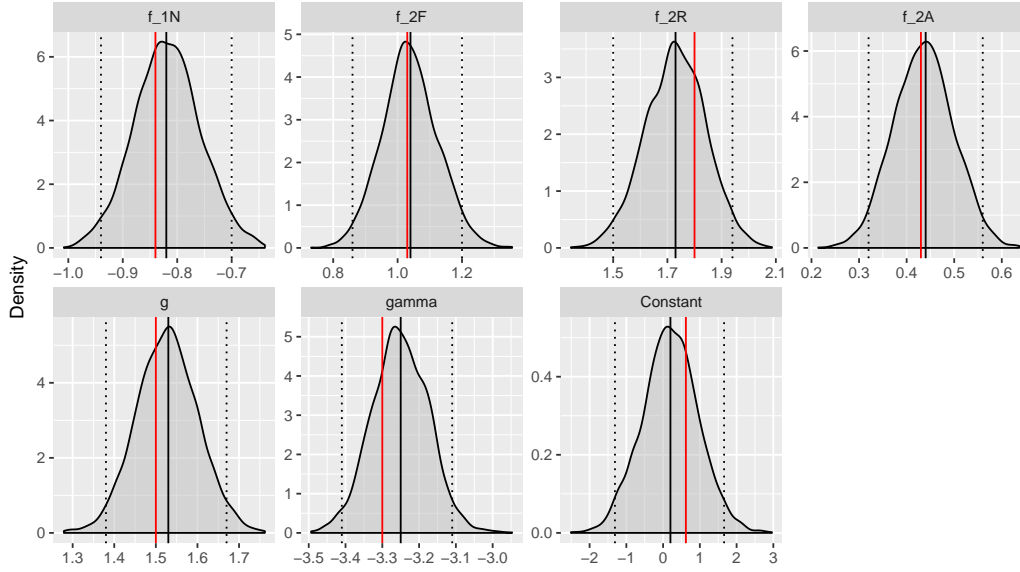 f_1N f_2F f_2R f_2A
6 4 2 0
5 4 3 2 1 0
3 2 1 0
6 4 2 0
−1.0 −0.9 −0.8 −0.7
0.8 1.0 1.2
1.5 1.7 1.9 2.1
0.2 0.3 0.4 0.5 0.6
Density
g gamma Constant
4 2 0
5 4 3 2 1 0
0.4 0.2 0.0
1.3 1.4 1.5 1.6 1.7
−3.5 −3.4 −3.3 −3.2 −3.1 −3.0
−2 −1 0 1 2 3